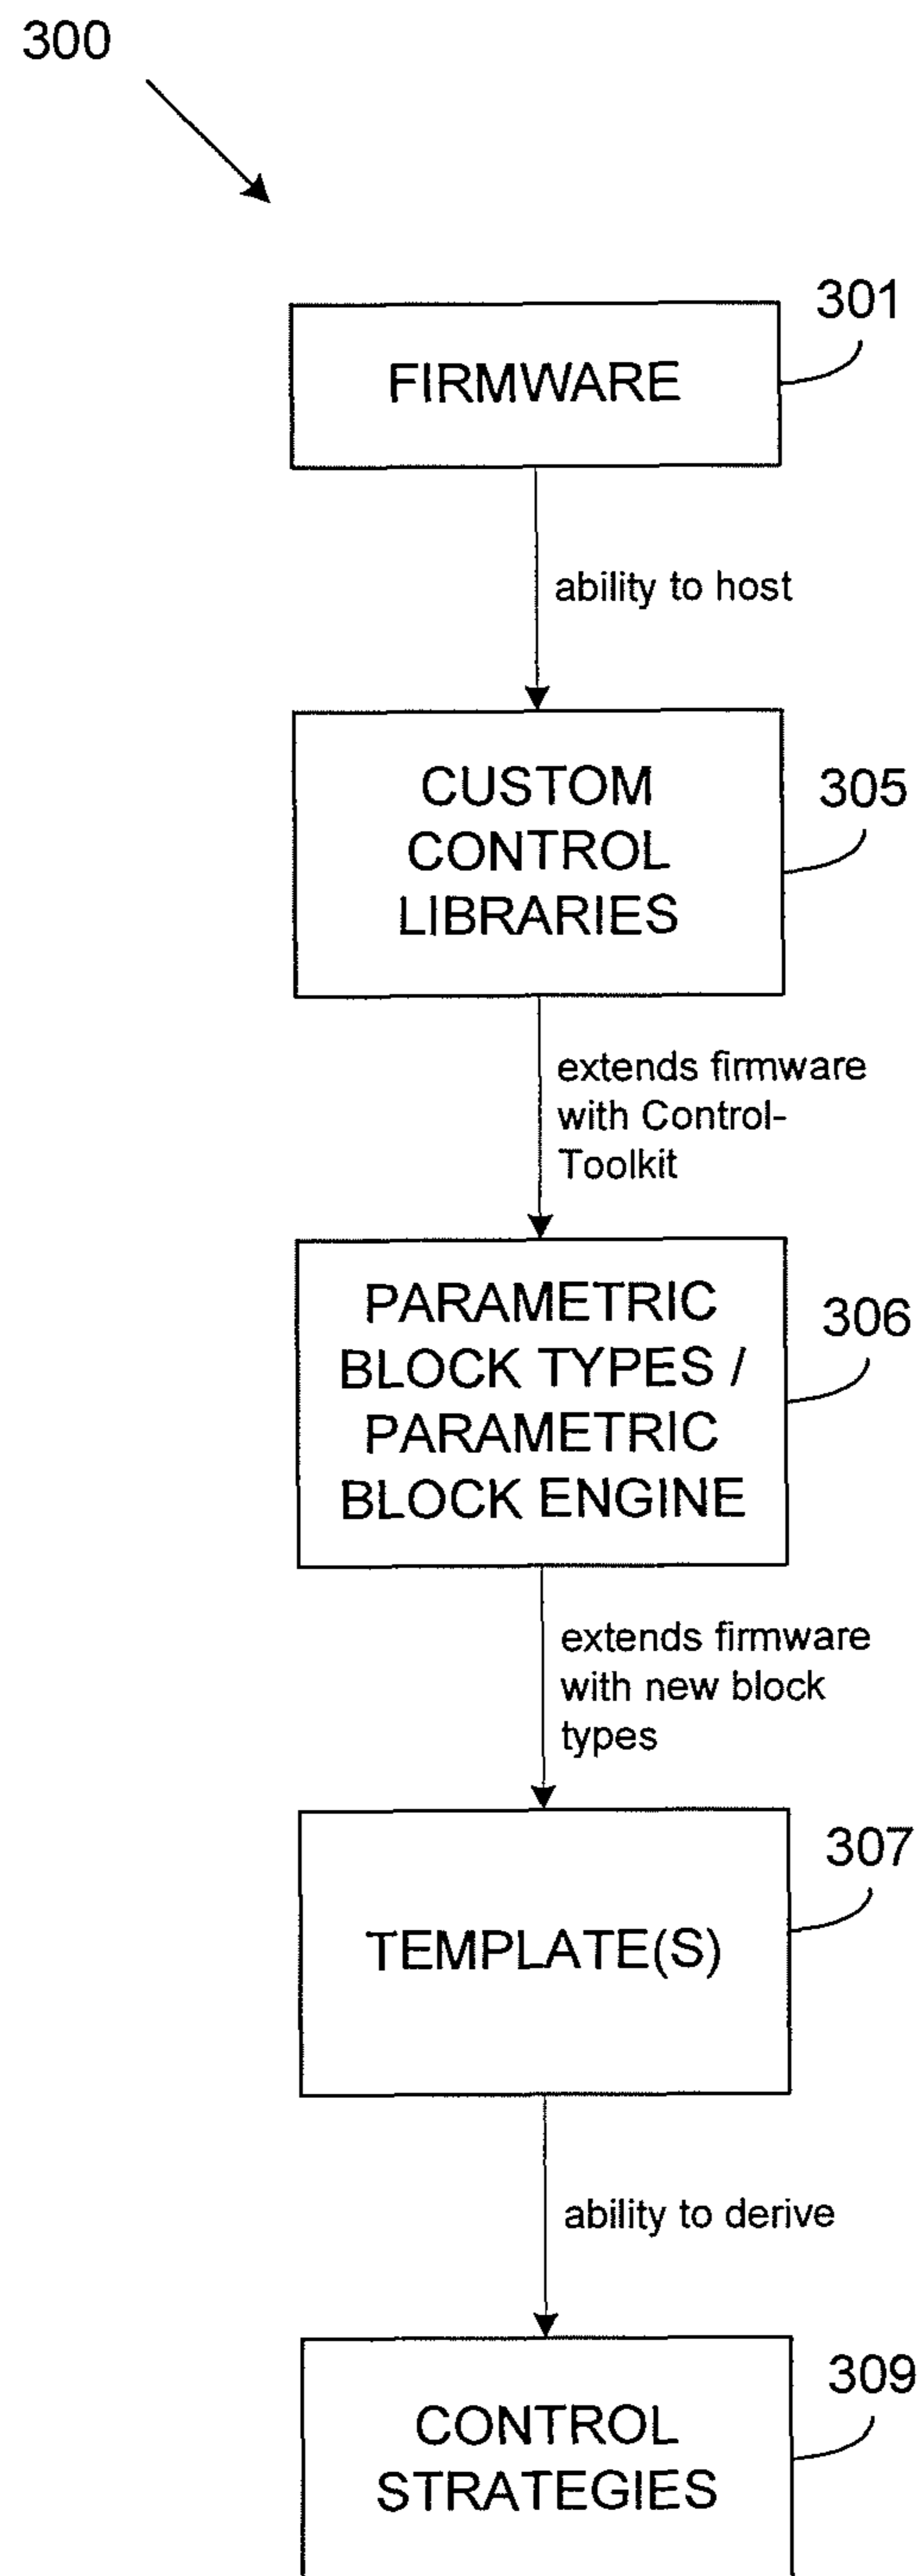 300
301
FIRMWARE
ability to host
CUSTOM
CONTROL
LIBRARIES
305
extends firmware
with Control-
Toolkit
PARAMETRIC
BLOCK TYPES /
PARAMETRIC
BLOCK ENGINE
306
extends firmware
with new block
types
307
TEMPLATE(S)
ability to derive
309
CONTROL
STRATEGIES